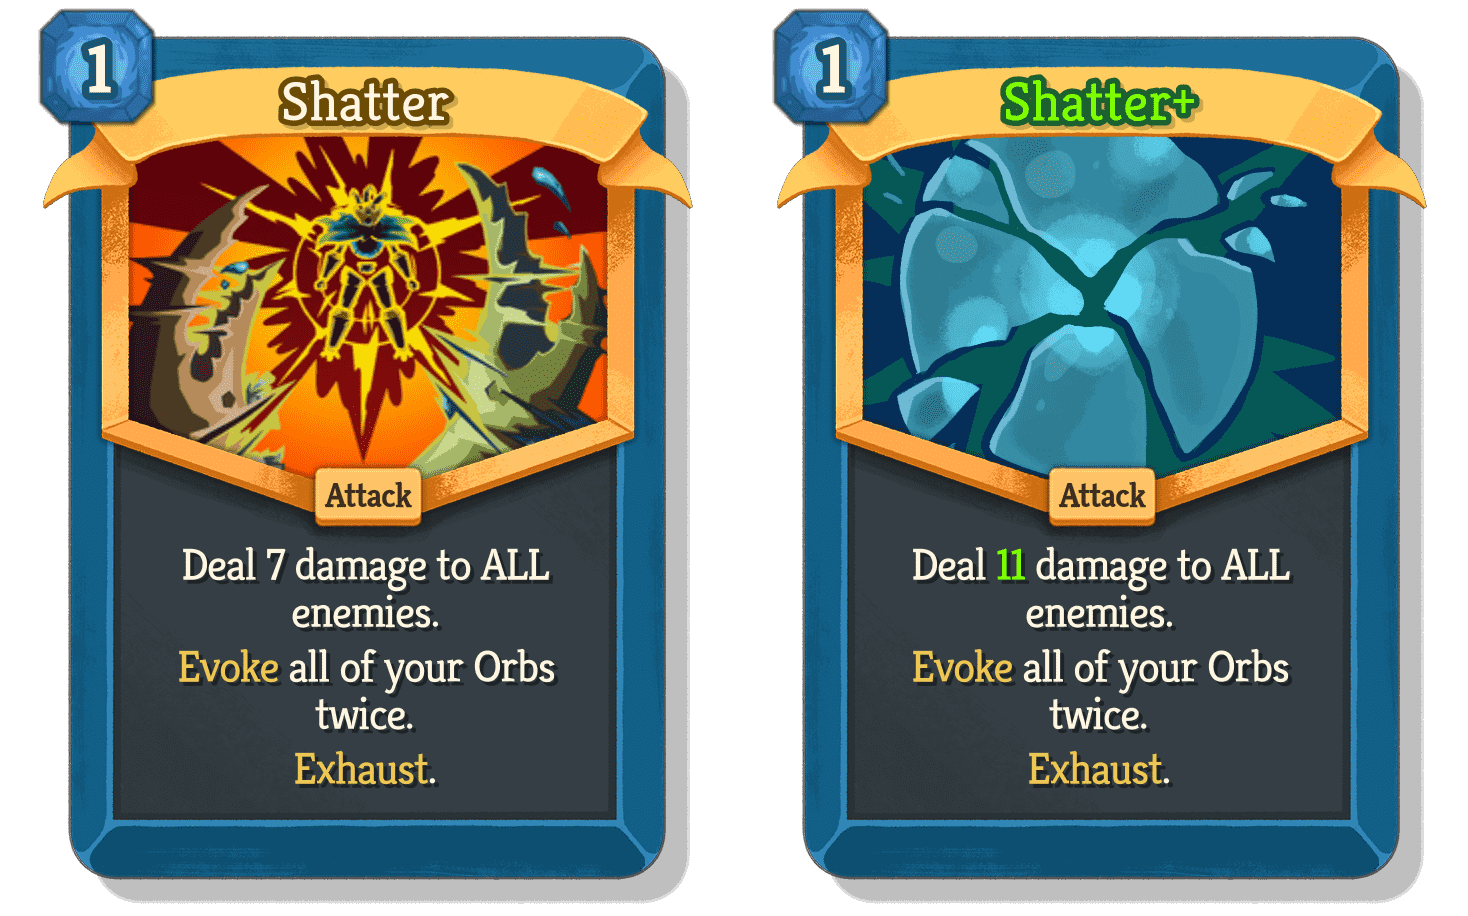 1
Shatter
Attack
Deal 7 damage to ALL
enemies.
Evoke all of your Orbs
twice.
Exhaust.
1
Shatter+
Attack
Deal 11 damage to ALL
enemies.
Evoke all of your Orbs
twice.
Exhaust.